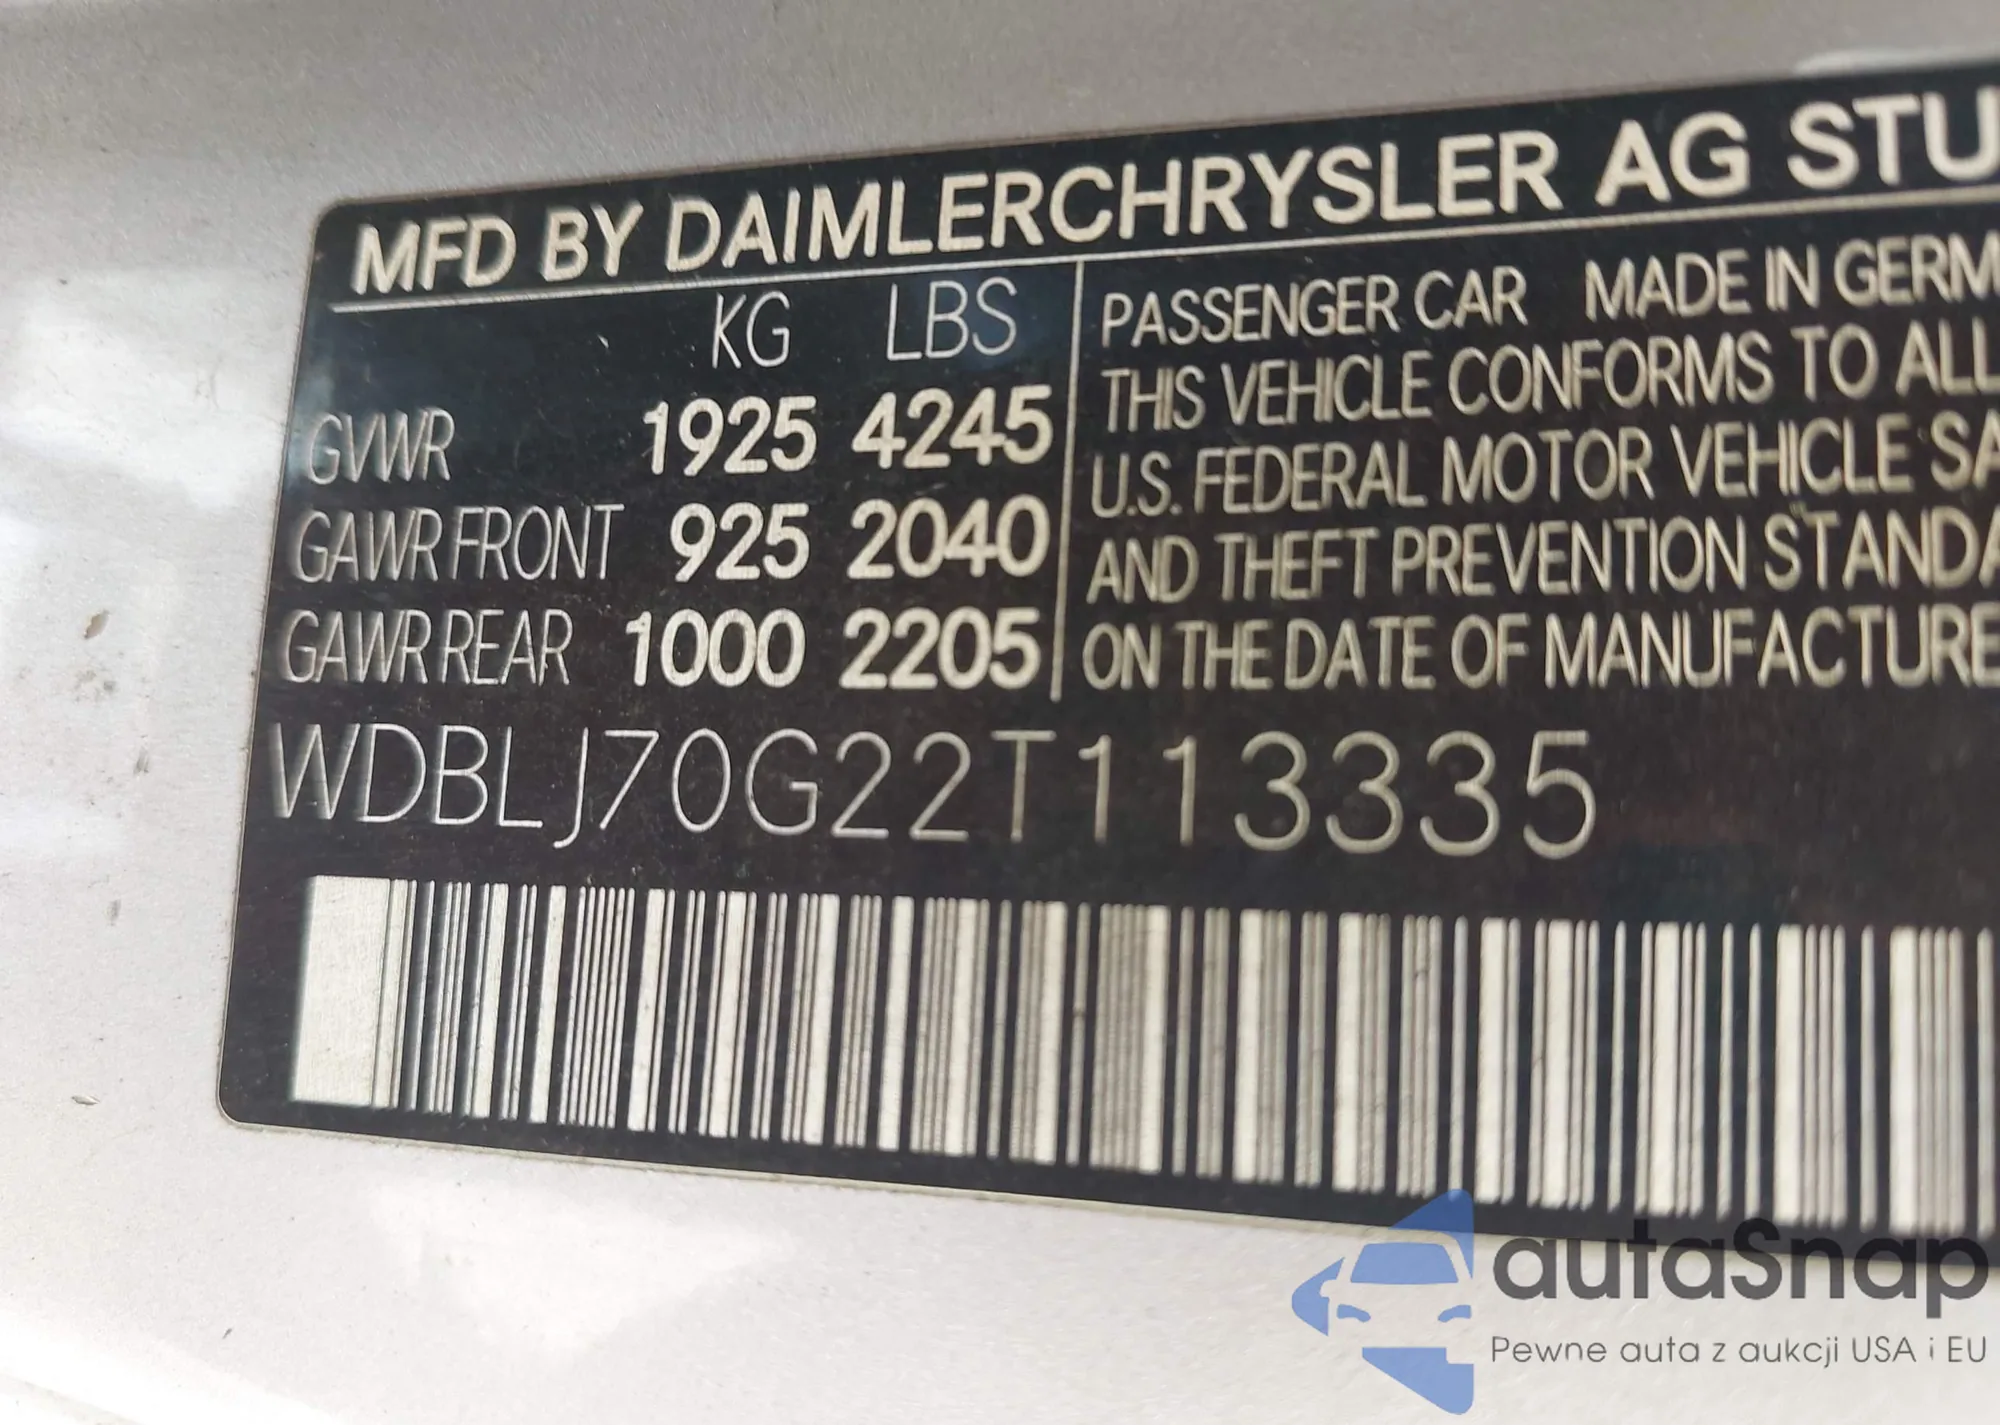 MFD BY DAIMLERCHRYSLER AG STU
KG LBS
GVWR 1925 4245
GAWR FRONT 925 2040
GAWR REAR 1000 2205
PASSENGER CAR MADE IN GERM
THIS VEHICLE CONFORMS TO ALL
U.S. FEDERAL MOTOR VEHICLE SA
AND THEFT PREVENTION STANDA
ON THE DATE OF MANUFACTURE
WDBLJ70G22T113335
autaSnap
Pewne auta z aukcji USA i EU